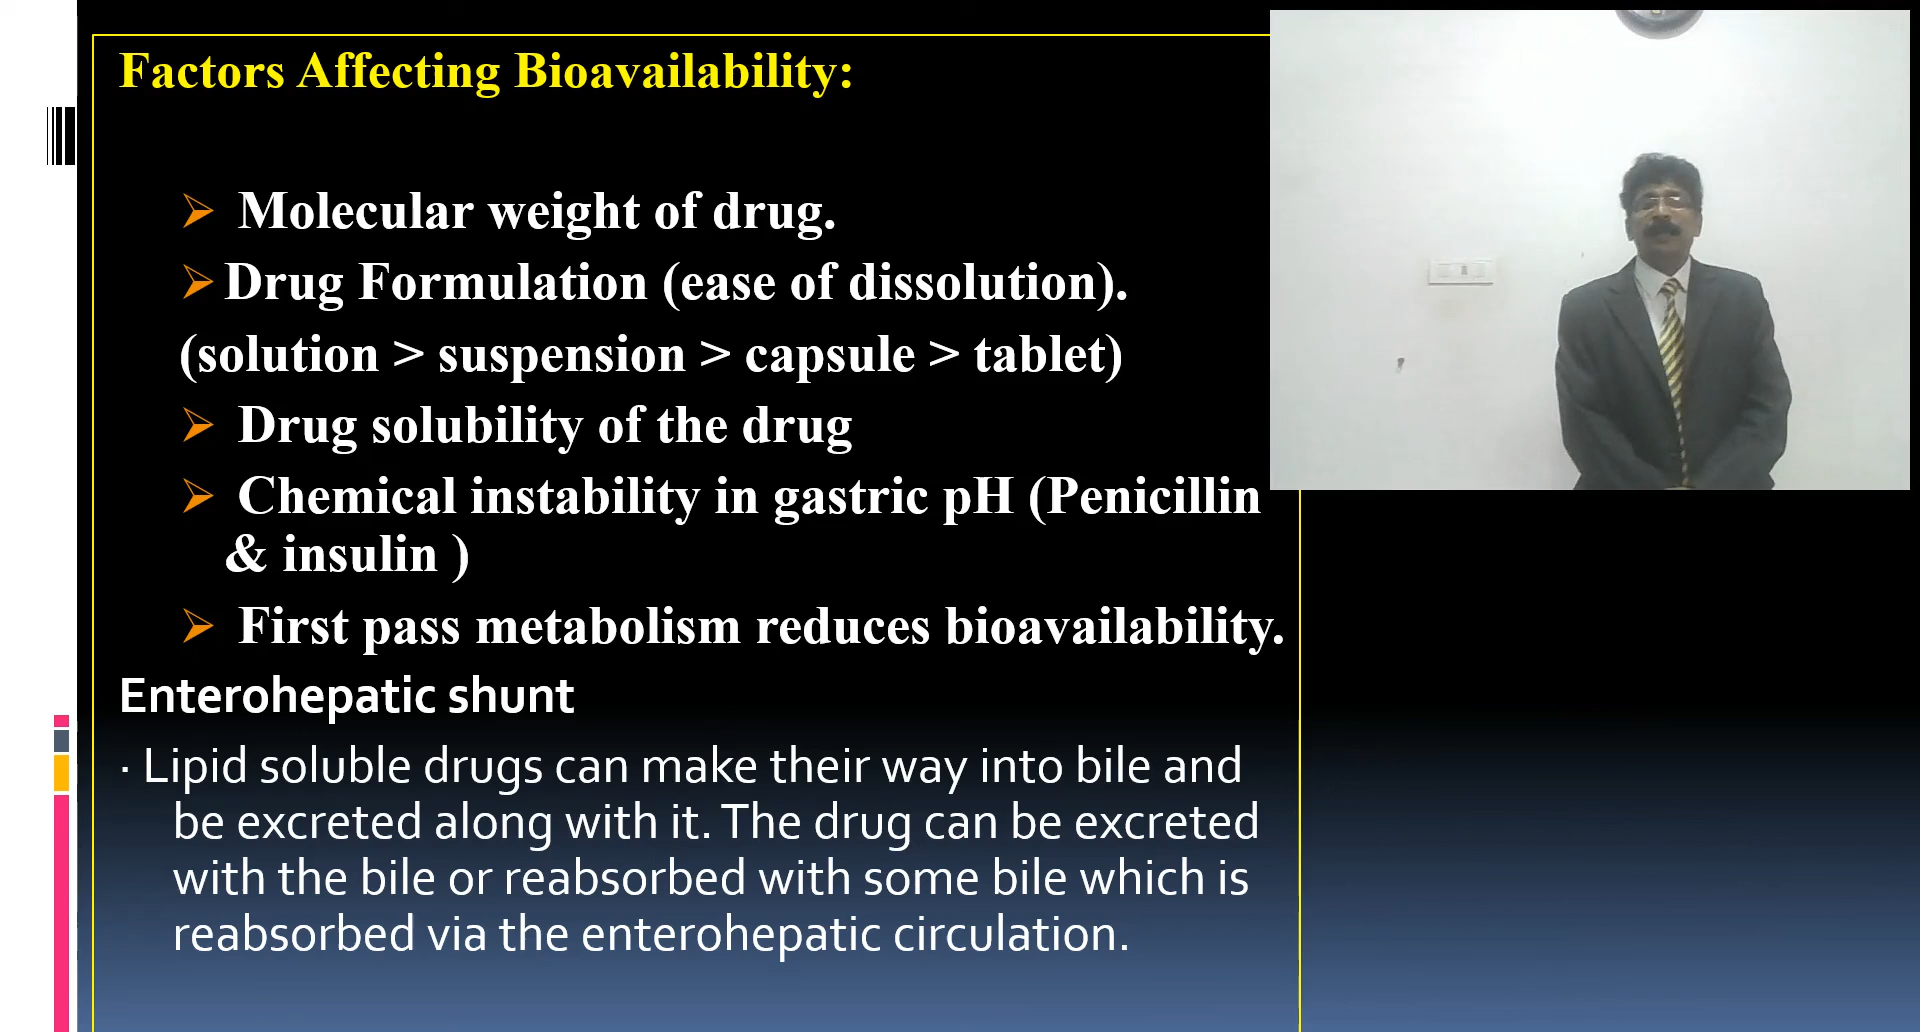 Factors Affecting Bioavailability:
➢ Molecular weight of drug.
➢ Drug Formulation (ease of dissolution).
(solution > suspension > capsule > tablet)
➢ Drug solubility of the drug
➢ Chemical instability in gastric pH (Penicillin
& insulin )
➢ First pass metabolism reduces bioavailability.
Enterohepatic shunt
· Lipid soluble drugs can make their way into bile and
be excreted along with it. The drug can be excreted
with the bile or reabsorbed with some bile which is
reabsorbed via the enterohepatic circulation.